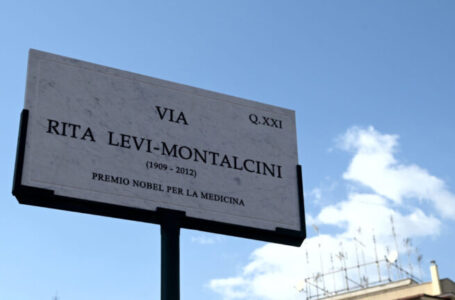 VIA
Q.XXI
RITA LEVI-MONTALCINI
(1909 - 2012)
PREMIO NOBEL PER LA MEDICINA